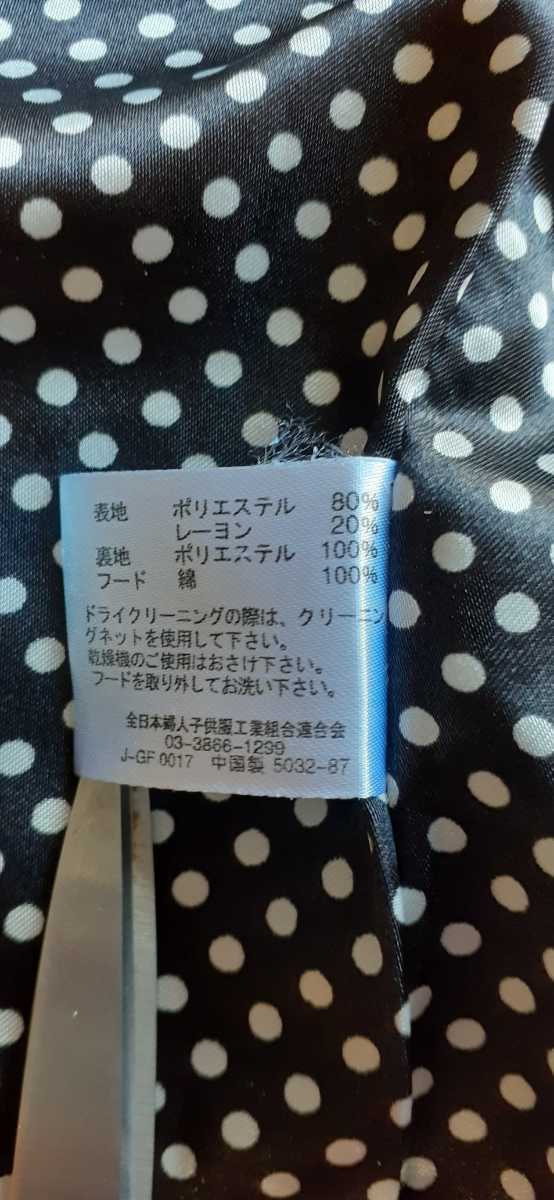 表地 ポリエステル 80%
レーヨン 20%
裏地 ポリエステル 100%
フード 綿 100%
ドライクリーニングの際は、クリーニン
グネットを使用して下さい。
乾燥機のご使用はおさけ下さい。
フードを取り外してお洗い下さい。
全日本婦人子供服工業組合連合会
03-3866-1299
J-GF 0017 中国製 5032-87